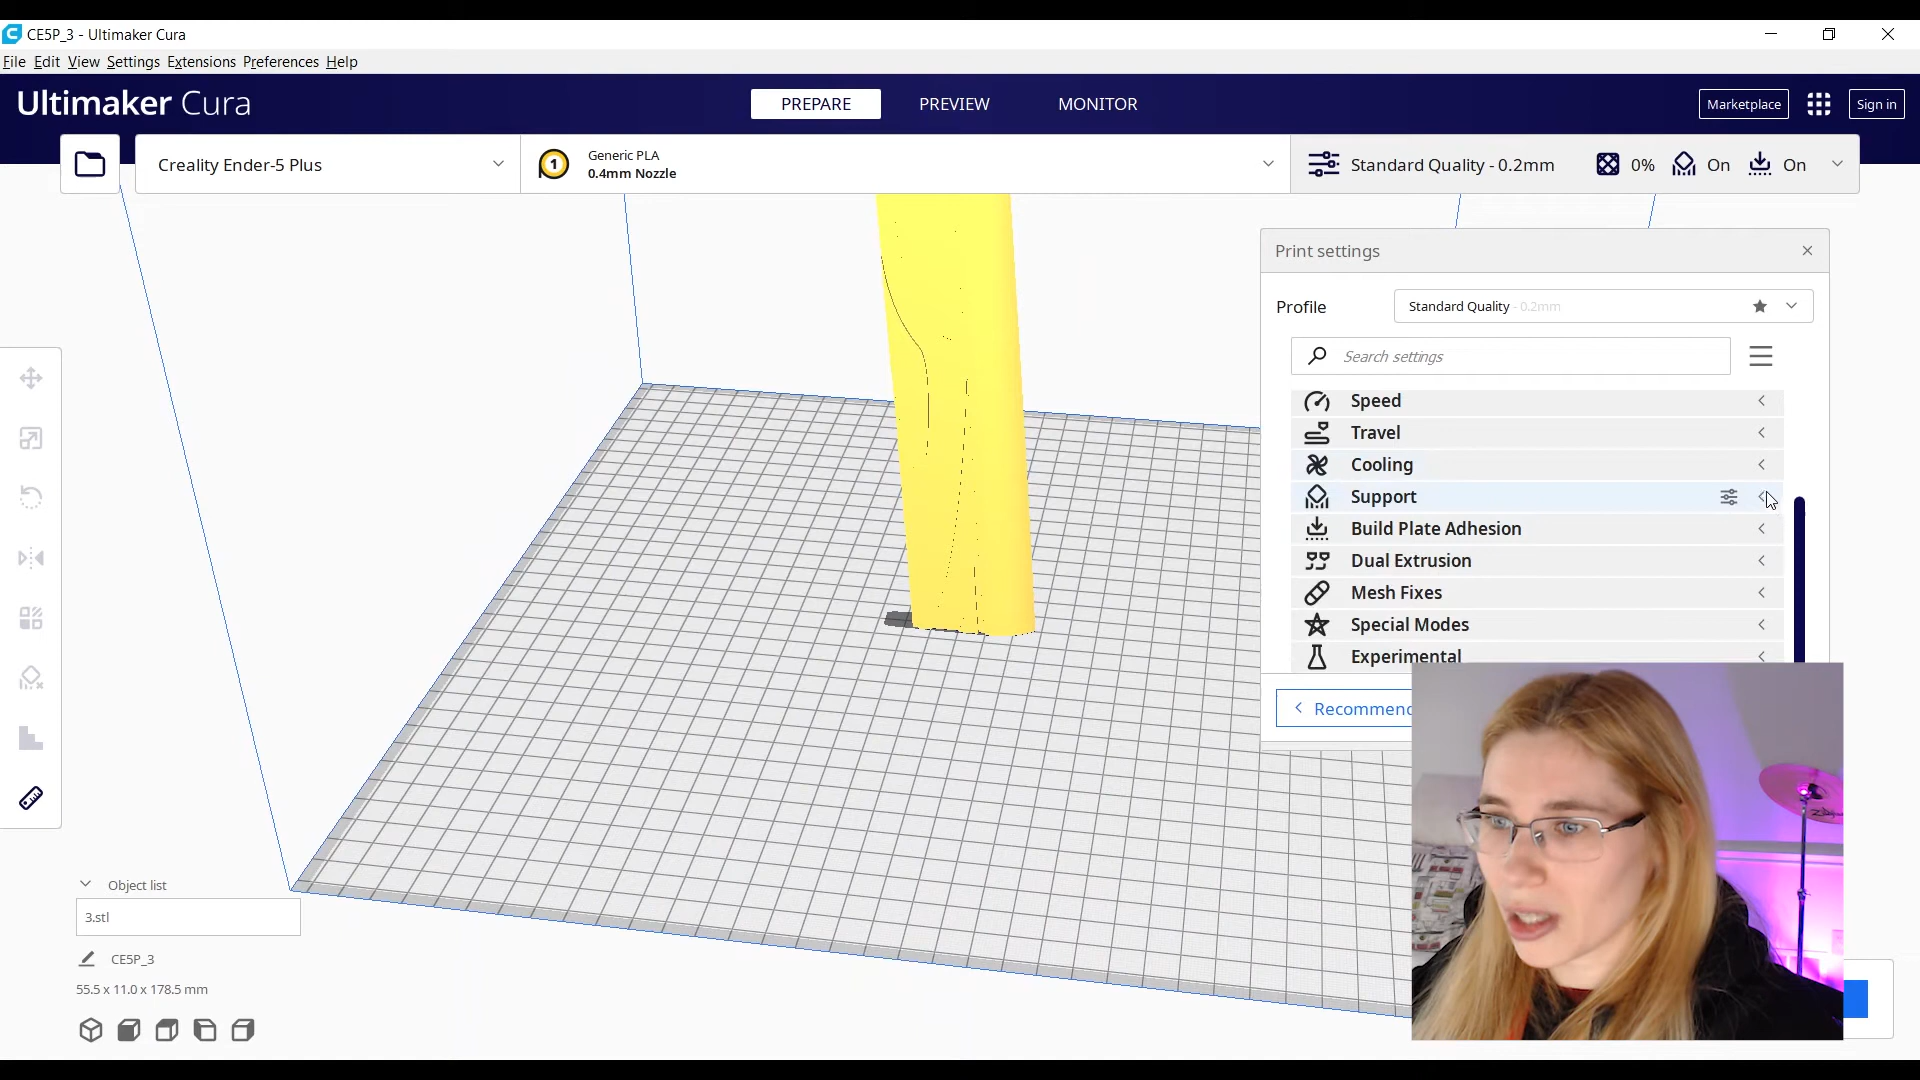 CE5P_3 - Ultimaker Cura
File Edit View Settings Extensions Preferences Help
Ultimaker Cura
PREPARE
PREVIEW
MONITOR
Marketplace
Sign in
Creality Ender-5 Plus
1
Generic PLA
0.4mm Nozzle
Standard Quality - 0.2mm
0%
On
On
Print settings
Profile
Standard Quality - 0.2mm
Search settings
Speed
Travel
Cooling
Support
Build Plate Adhesion
Dual Extrusion
Mesh Fixes
Special Modes
Experimental
Recommenc
Object list
3.stl
CE5P_3
55.5 x 11.0 x 178.5 mm